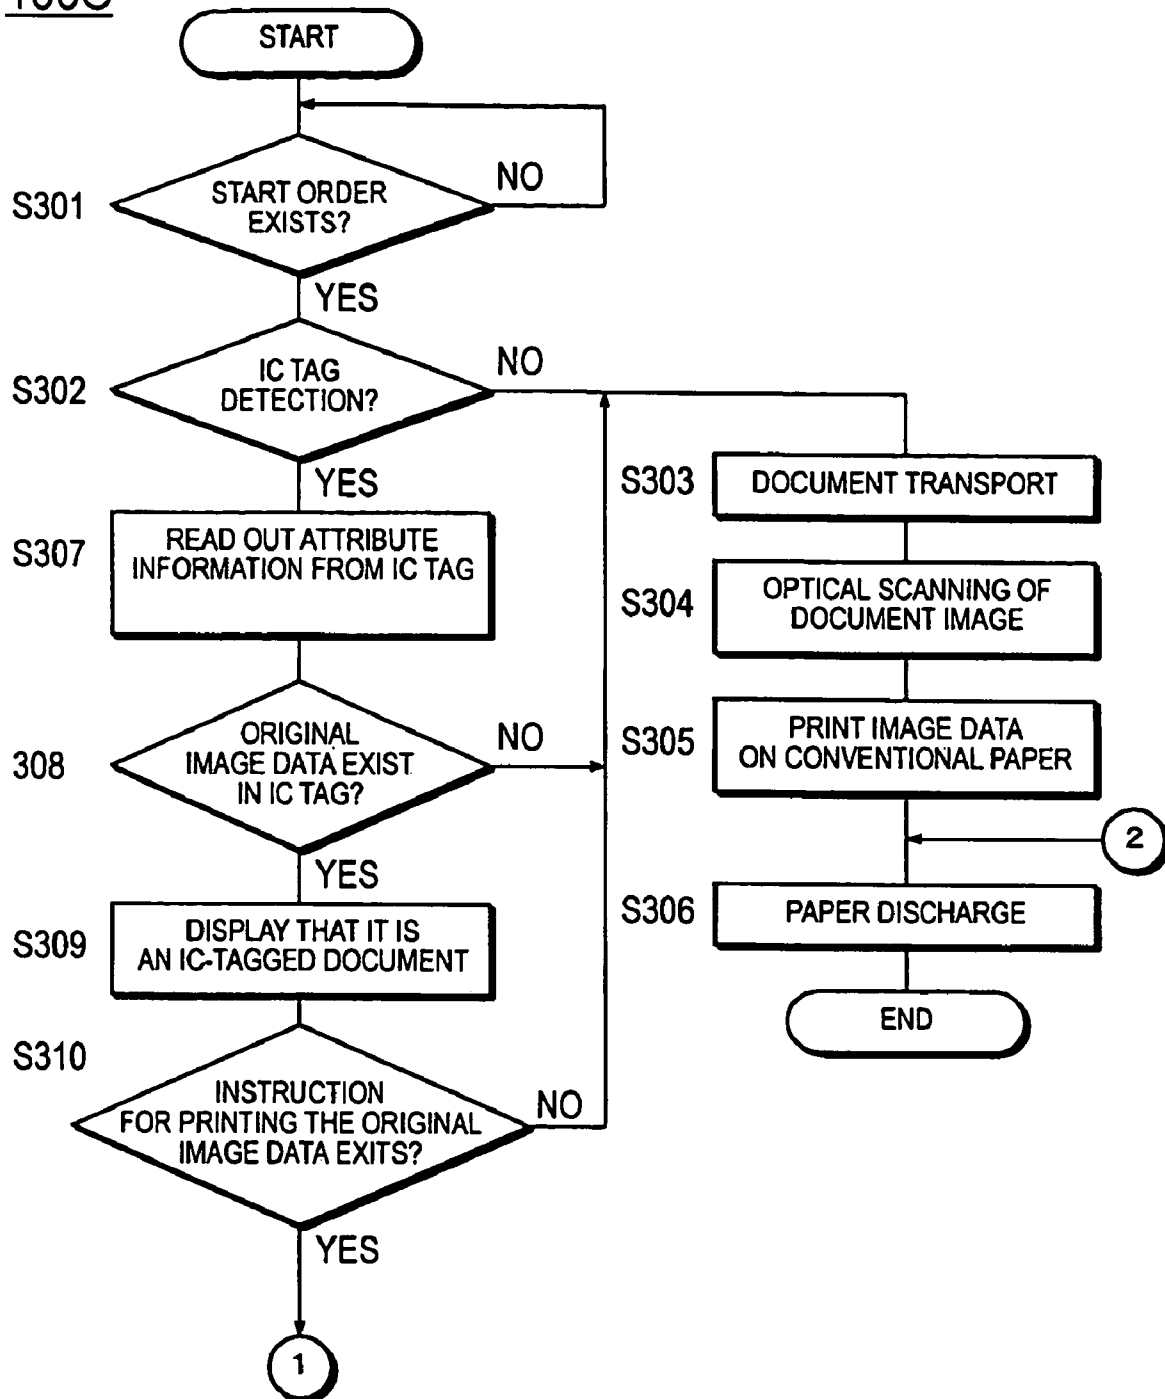 START
S301
START ORDER
EXISTS?
NO
YES
S302
IC TAG
DETECTION?
NO
YES
S303
DOCUMENT TRANSPORT
S307
READ OUT ATTRIBUTE
INFORMATION FROM IC TAG
S304
OPTICAL SCANNING OF
DOCUMENT IMAGE
308
ORIGINAL
IMAGE DATA EXIST
IN IC TAG?
NO
YES
S305
PRINT IMAGE DATA
ON CONVENTIONAL PAPER
2
S309
DISPLAY THAT IT IS
AN IC-TAGGED DOCUMENT
S306
PAPER DISCHARGE
END
S310
INSTRUCTION
FOR PRINTING THE ORIGINAL
IMAGE DATA EXITS?
NO
YES
1